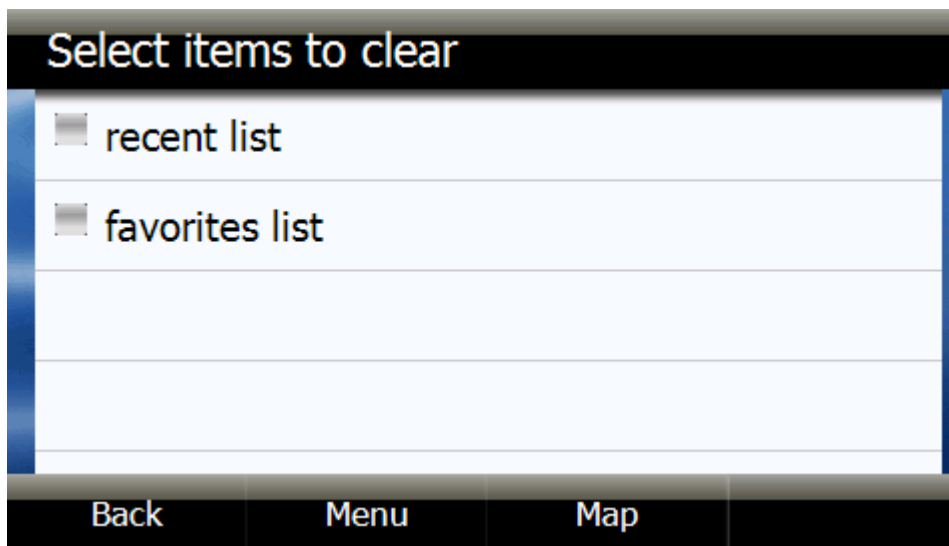 Select items to clear
recent list
favorites list
Back Menu Map